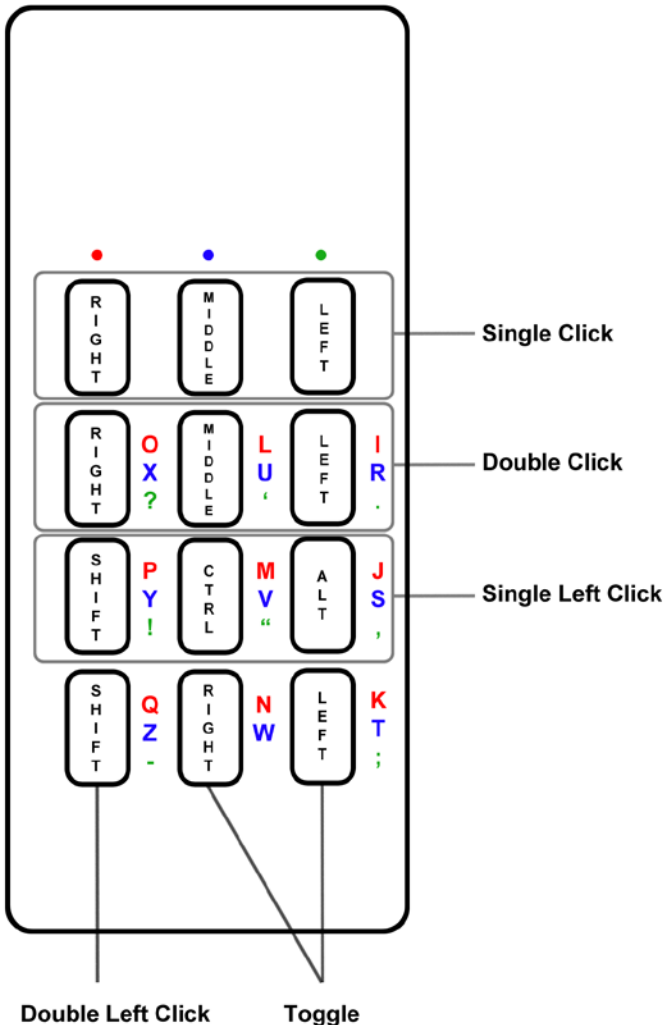 RIGHT MIDDLE LEFT
Single Click
RIGHT O X ? MIDDLE L U ‘ LEFT I R .
Double Click
SHIFT P Y ! CTRL M V “ ALT J S ,
Single Left Click
SHIFT Q Z - RIGHT N W LEFT K T ;
Double Left Click Toggle